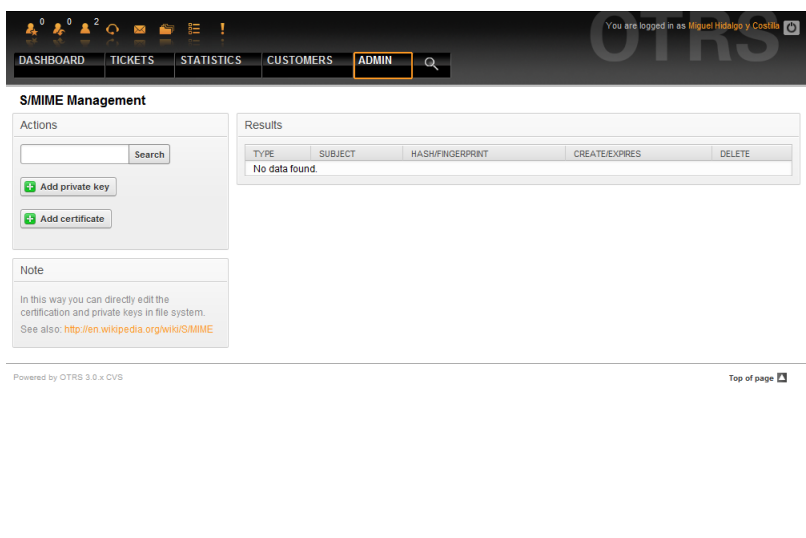 0 0 2
OTRS
You are logged in as Miguel Hidalgo y Costilla
DASHBOARD TICKETS STATISTICS CUSTOMERS ADMIN
S/MIME Management
Actions
Search
Add private key
Add certificate
Note
In this way you can directly edit the
certification and private keys in file system.
See also: http://en.wikipedia.org/wiki/S/MIME
Results
TYPE SUBJECT HASH/FINGERPRINT CREATE/EXPIRES DELETE
No data found.
Powered by OTRS 3.0.x CVS
Top of page